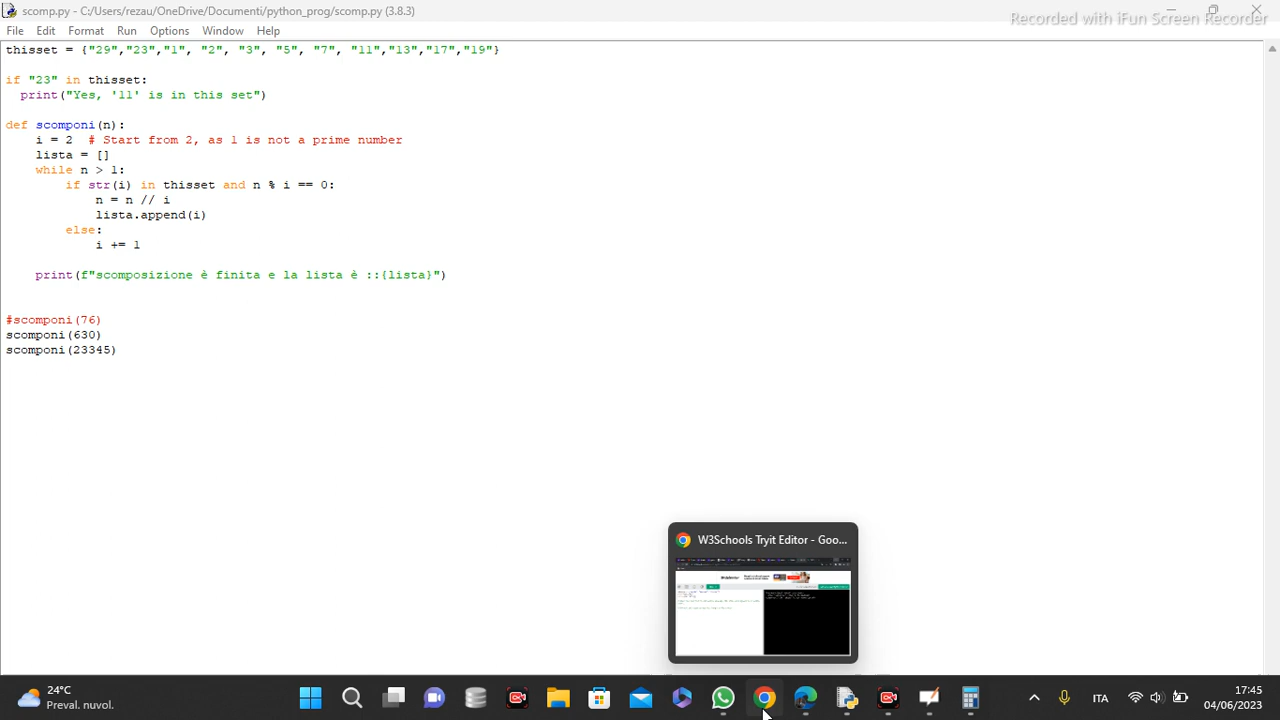 scomp.py - C:/Users/rezau/OneDrive/Documenti/python_prog/scomp.py (3.8.3)
Recorded with iFun Screen Recorder
File Edit Format Run Options Window Help
thisset = {"29","23","1", "2", "3", "5", "7", "11","13","17","19"}
if "23" in thisset:
  print("Yes, '11' is in this set")
def scomponi(n):
    i = 2  # Start from 2, as 1 is not a prime number
    lista = []
    while n > 1:
        if str(i) in thisset and n % i == 0:
            n = n // i
            lista.append(i)
        else:
            i += 1
    print(f"scomposizione è finita e la lista è ::{lista}")
#scomponi(76)
scomponi(630)
scomponi(23345)
W3Schools Tryit Editor - Goo...
24°C
Preval. nuvol.
ITA
17:45
04/06/2023